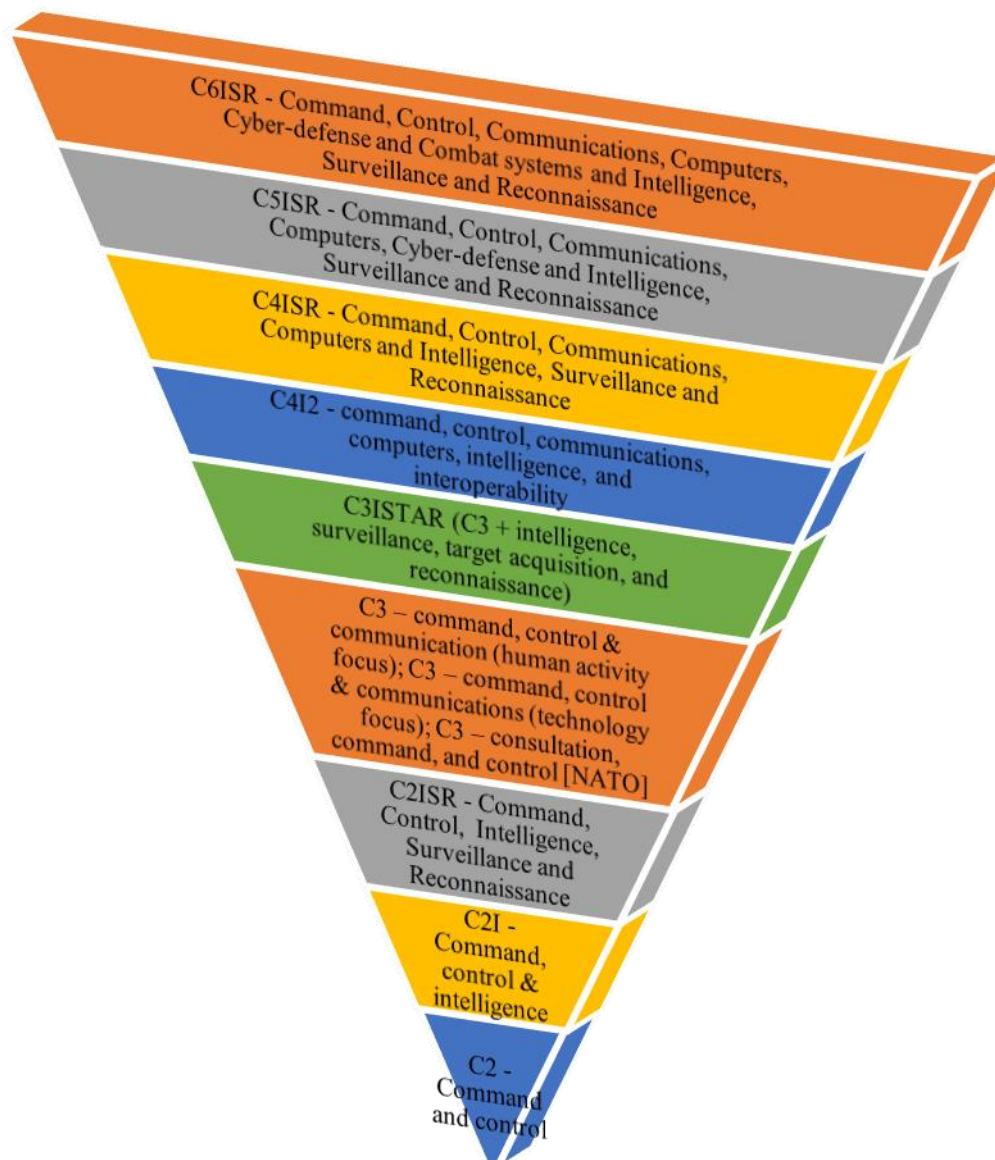 C6ISR - Command, Control, Communications, Computers,
Cyber-defense and Combat systems and Intelligence,
Surveillance and Reconnaissance
C5ISR - Command, Control, Communications,
Computers, Cyber-defense and Intelligence,
Surveillance and Reconnaissance
C4ISR - Command, Control, Communications,
Computers and Intelligence, Surveillance and
Reconnaissance
C4I2 - command, control, communications,
computers, intelligence, and
interoperability
C3ISTAR (C3 + intelligence,
surveillance, target acquisition, and
reconnaissance)
C3 – command, control &
communication (human activity
focus); C3 – command, control
& communications (technology
focus); C3 – consultation,
command, and control [NATO]
C2ISR - Command,
Control, Intelligence,
Surveillance and
Reconnaissance
C2I -
Command,
control &
intelligence
C2 -
Command
and control